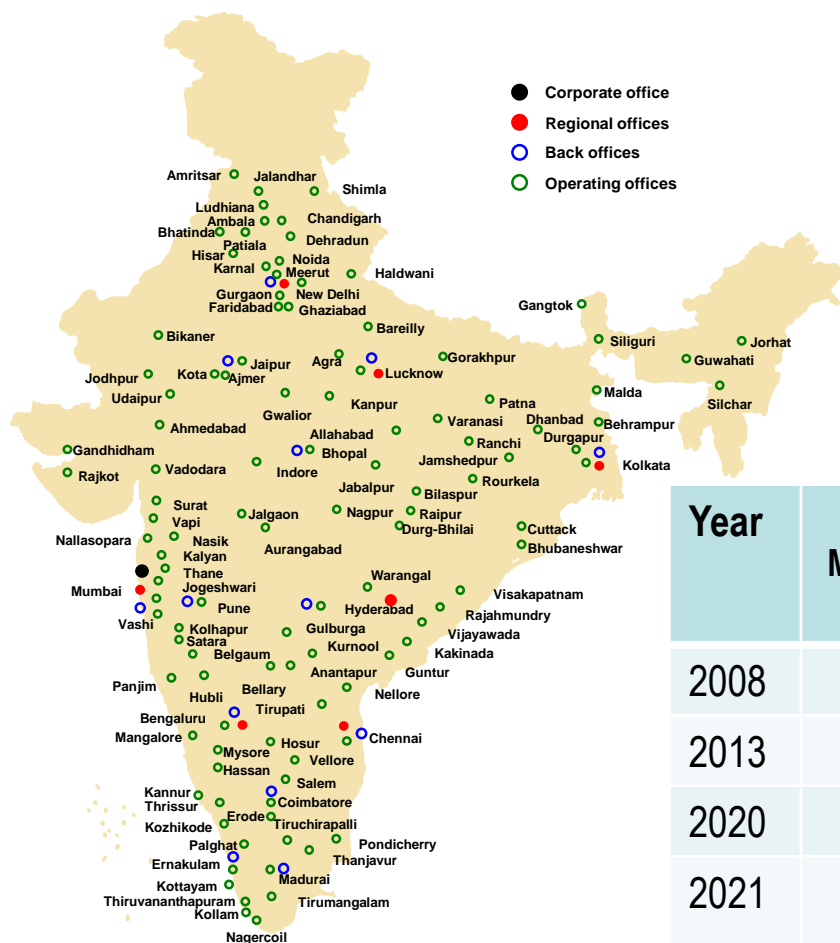 Corporate office
Regional offices
Back offices
Operating offices
Amritsar
Jalandhar
Shimla
Ludhiana
Ambala
Chandigarh
Bhatinda
Patiala
Dehradun
Hisar
Noida
Karnal
Meerut
Haldwani
Gurgaon
New Delhi
Faridabad
Ghaziabad
Gangtok
Bareilly
Bikaner
Siliguri
Jorhat
Jaipur
Agra
Gorakhpur
Guwahati
Jodhpur
Kota
Ajmer
Lucknow
Udaipur
Malda
Silchar
Gwalior
Kanpur
Patna
Ahmedabad
Varanasi
Dhanbad
Behrampur
Allahabad
Durgapur
Gandhidham
Bhopal
Ranchi
Jamshedpur
Kolkata
Rajkot
Vadodara
Indore
Rourkela
Jabalpur
Bilaspur
Surat
Jalgaon
Nagpur
Raipur
Vapi
Durg-Bhilai
Cuttack
Nallasopara
Nasik
Aurangabad
Bhubaneshwar
Kalyan
Thane
Warangal
Jogeshwari
Mumbai
Visakapatnam
Pune
Hyderabad
Rajahmundry
Vashi
Kolhapur
Gulburga
Vijayawada
Satara
Kurnool
Kakinada
Belgaum
Anantapur
Guntur
Panjim
Hubli
Bellary
Nellore
Tirupati
Bengaluru
Mangalore
Hosur
Chennai
Mysore
Vellore
Hassan
Salem
Kannur
Coimbatore
Thrissur
Erode
Kozhikode
Tiruchirapalli
Palghat
Pondicherry
Ernakulam
Thanjavur
Madurai
Kottayam
Thiruvananthapuram
Tirumangalam
Kollam
Nagercoil
Year
M
2008
2013
2020
2021